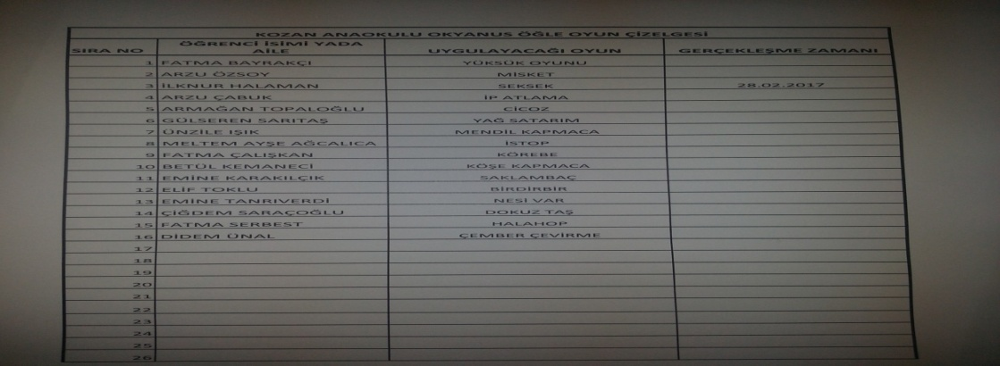 KOZAN ANAOKULU OKYANUS ÖĞLE OYUN ÇİZELGESİ
SIRA NO ÖĞRENCİ İSİMİ YADA AİLE UYGULAYACAĞI OYUN GERÇEKLEŞME ZAMANI
1 FATMA BAYRAKÇI YÜKSÜK OYUNU
2 ARZU ÖZSOY MİSKET
3 İLKNUR HALAMAN SEKSEK 28.02.2017
4 ARZU ÇABUK İP ATLAMA
5 ARMAĞAN TOPALOĞLU CİCOZ
6 GÜLSEREN SARITAŞ YAĞ SATARIM
7 ÜNZİLE IŞIK MENDİL KAPMACA
8 MELTEM AYŞE AĞCALICA İSTOP
9 FATMA ÇALIŞKAN KÖREBE
10 BETÜL KEMANECİ KÖŞE KAPMACA
11 EMİNE KARAKILÇIK SAKLAMBAÇ
12 ELİF TOKLU BİRDİRBİR
13 EMİNE TANRIVERDİ NESİ VAR
14 ÇİĞDEM SARAÇOĞLU DOKUZ TAŞ
15 FATMA SERBEST HALAHOP
16 DİDEM ÜNAL ÇEMBER ÇEVİRME
17
18
19
20
21
22
23
24
25
26